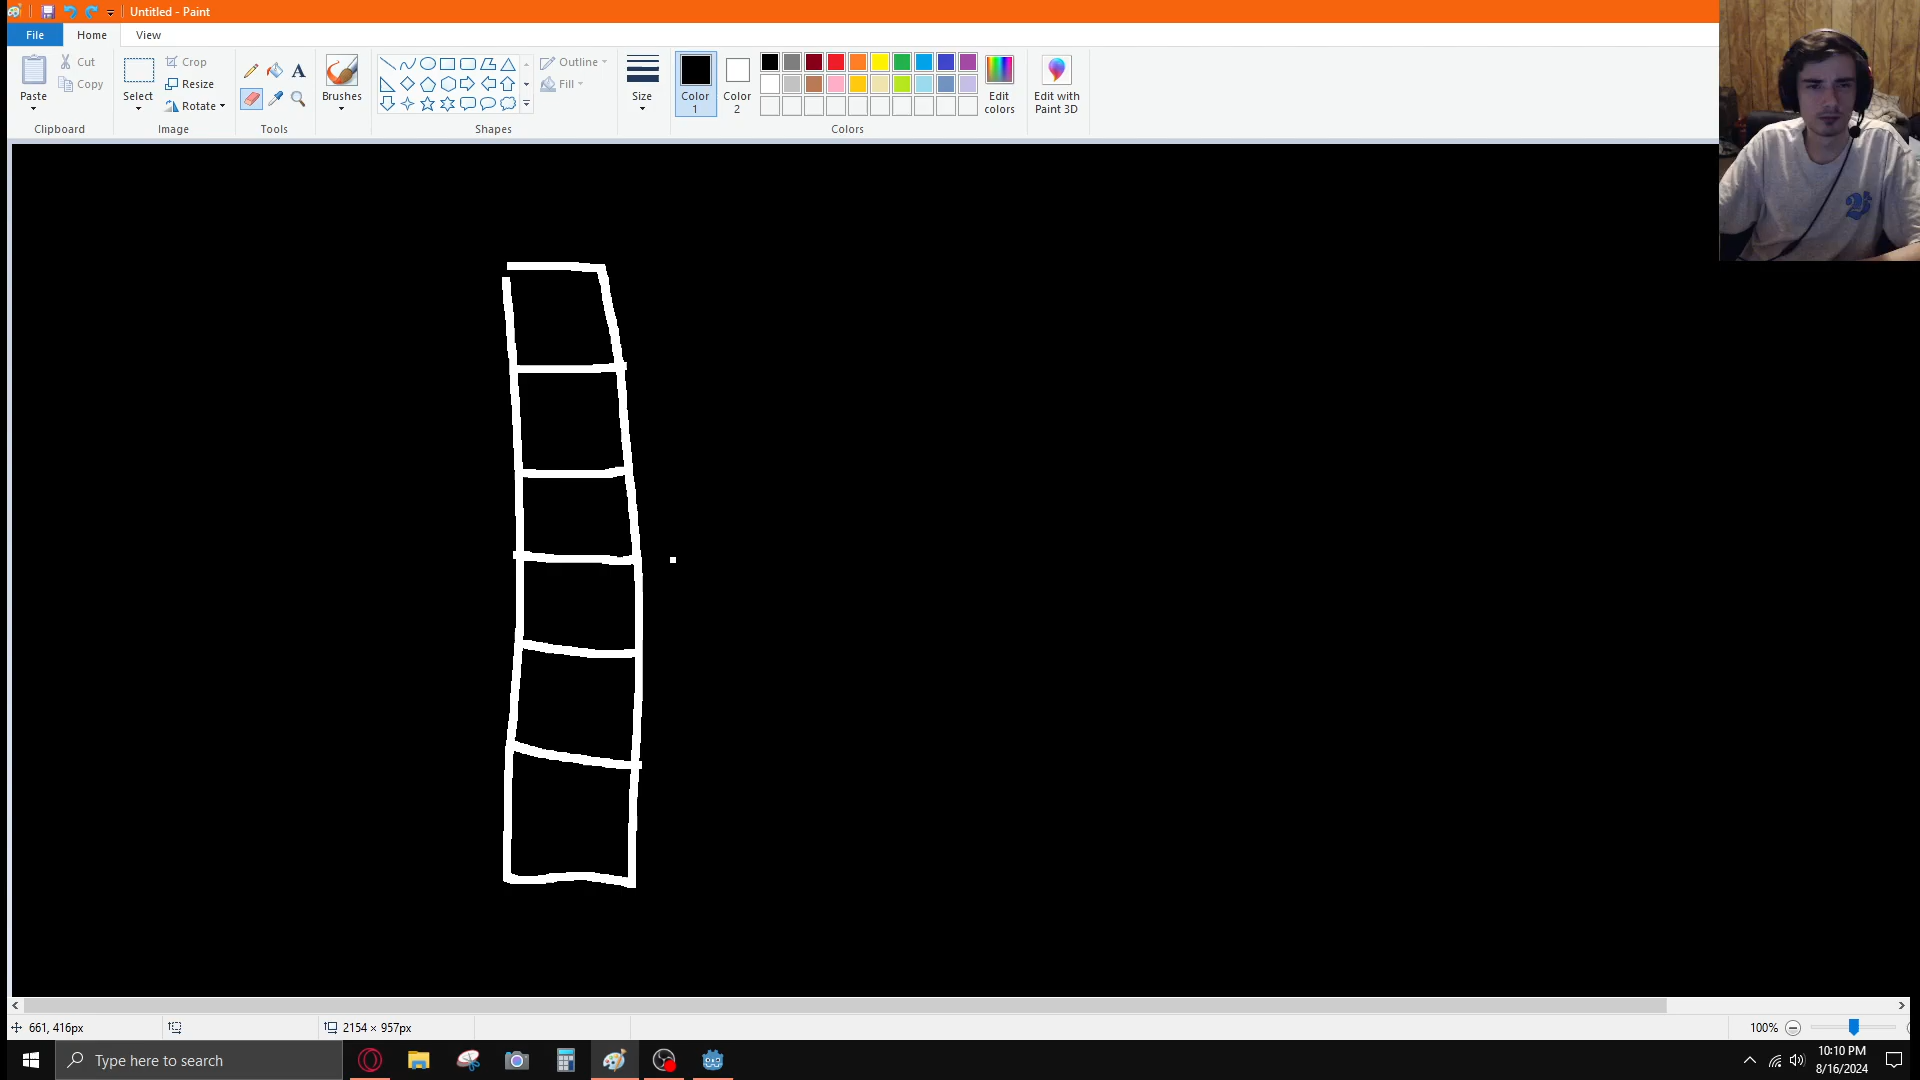 Untitled - Paint
File Home View
Paste
Cut
Copy
Clipboard
Select
Crop
Resize
Rotate
Image
A
Tools
Brushes
Shapes
Outline
Fill
Size
Color 1
Color 2
Edit colors
Edit with Paint 3D
Colors
661, 416px
2154 × 957px
100%
Type here to search
10:10 PM
8/16/2024